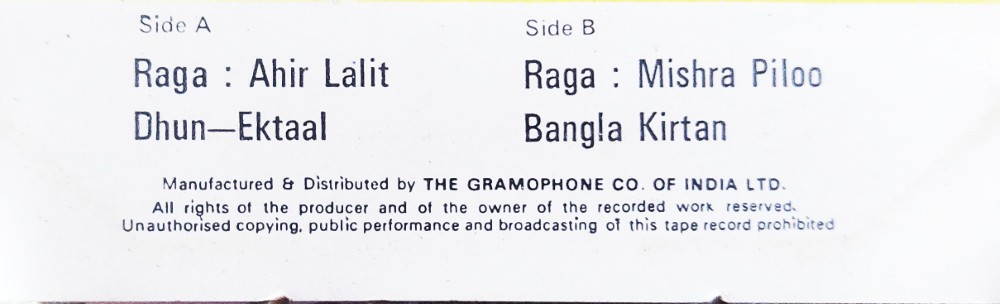 Side A
Raga : Ahir Lalit
Dhun—Ektaal
Side B
Raga : Mishra Piloo
Bangla Kirtan
Manufactured & Distributed by THE GRAMOPHONE CO. OF INDIA LTD.
All rights of the producer and of the owner of the recorded work reserved.
Unauthorised copying, public performance and broadcasting of this tape record prohibited